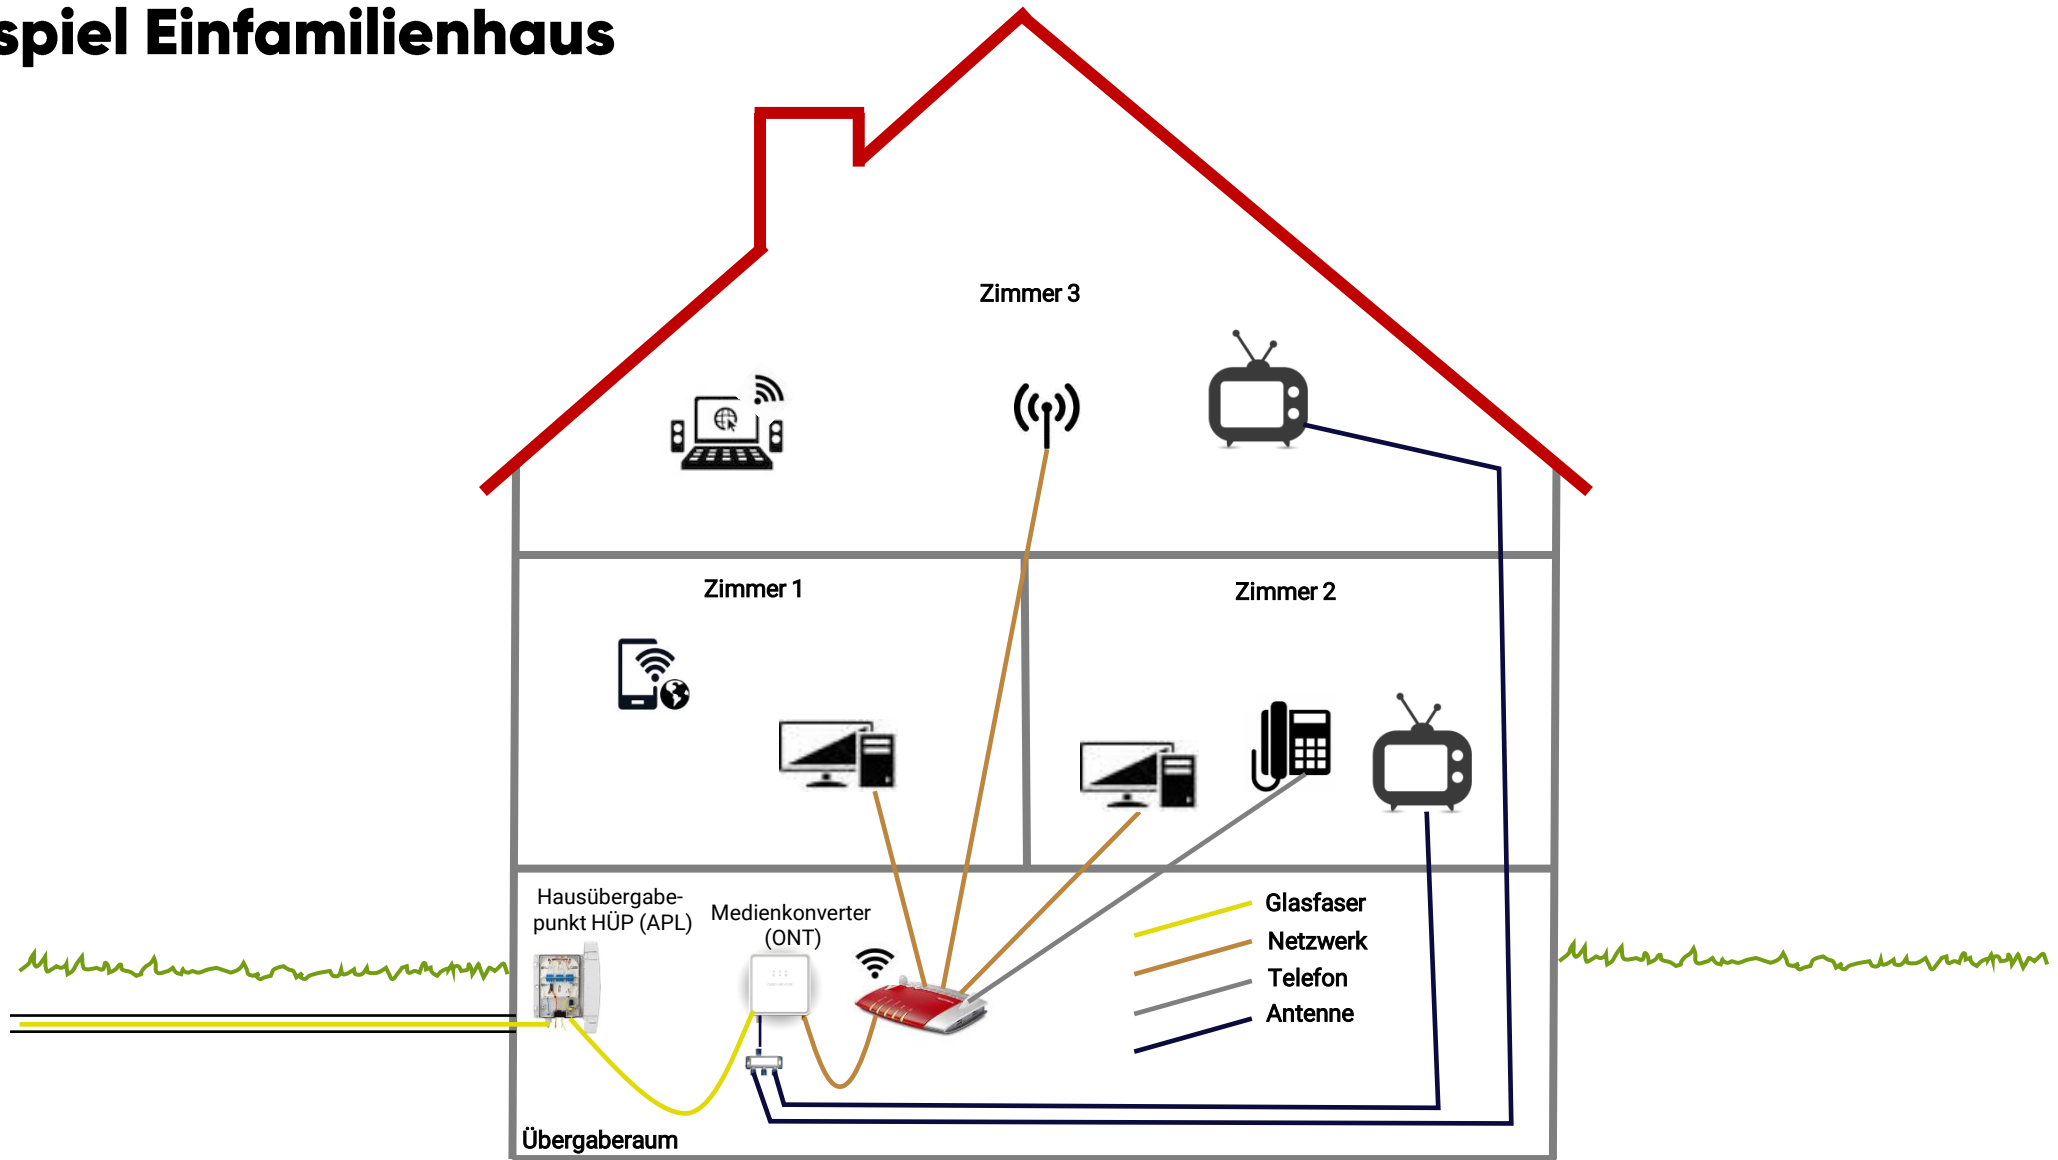 spiel Einfamilienhaus
Zimmer 3
Zimmer 1
Zimmer 2
Hausübergabe-
punkt HÜP (APL)
Medienkonverter
(ONT)
Glasfaser
Netzwerk
Telefon
Antenne
Übergaberaum